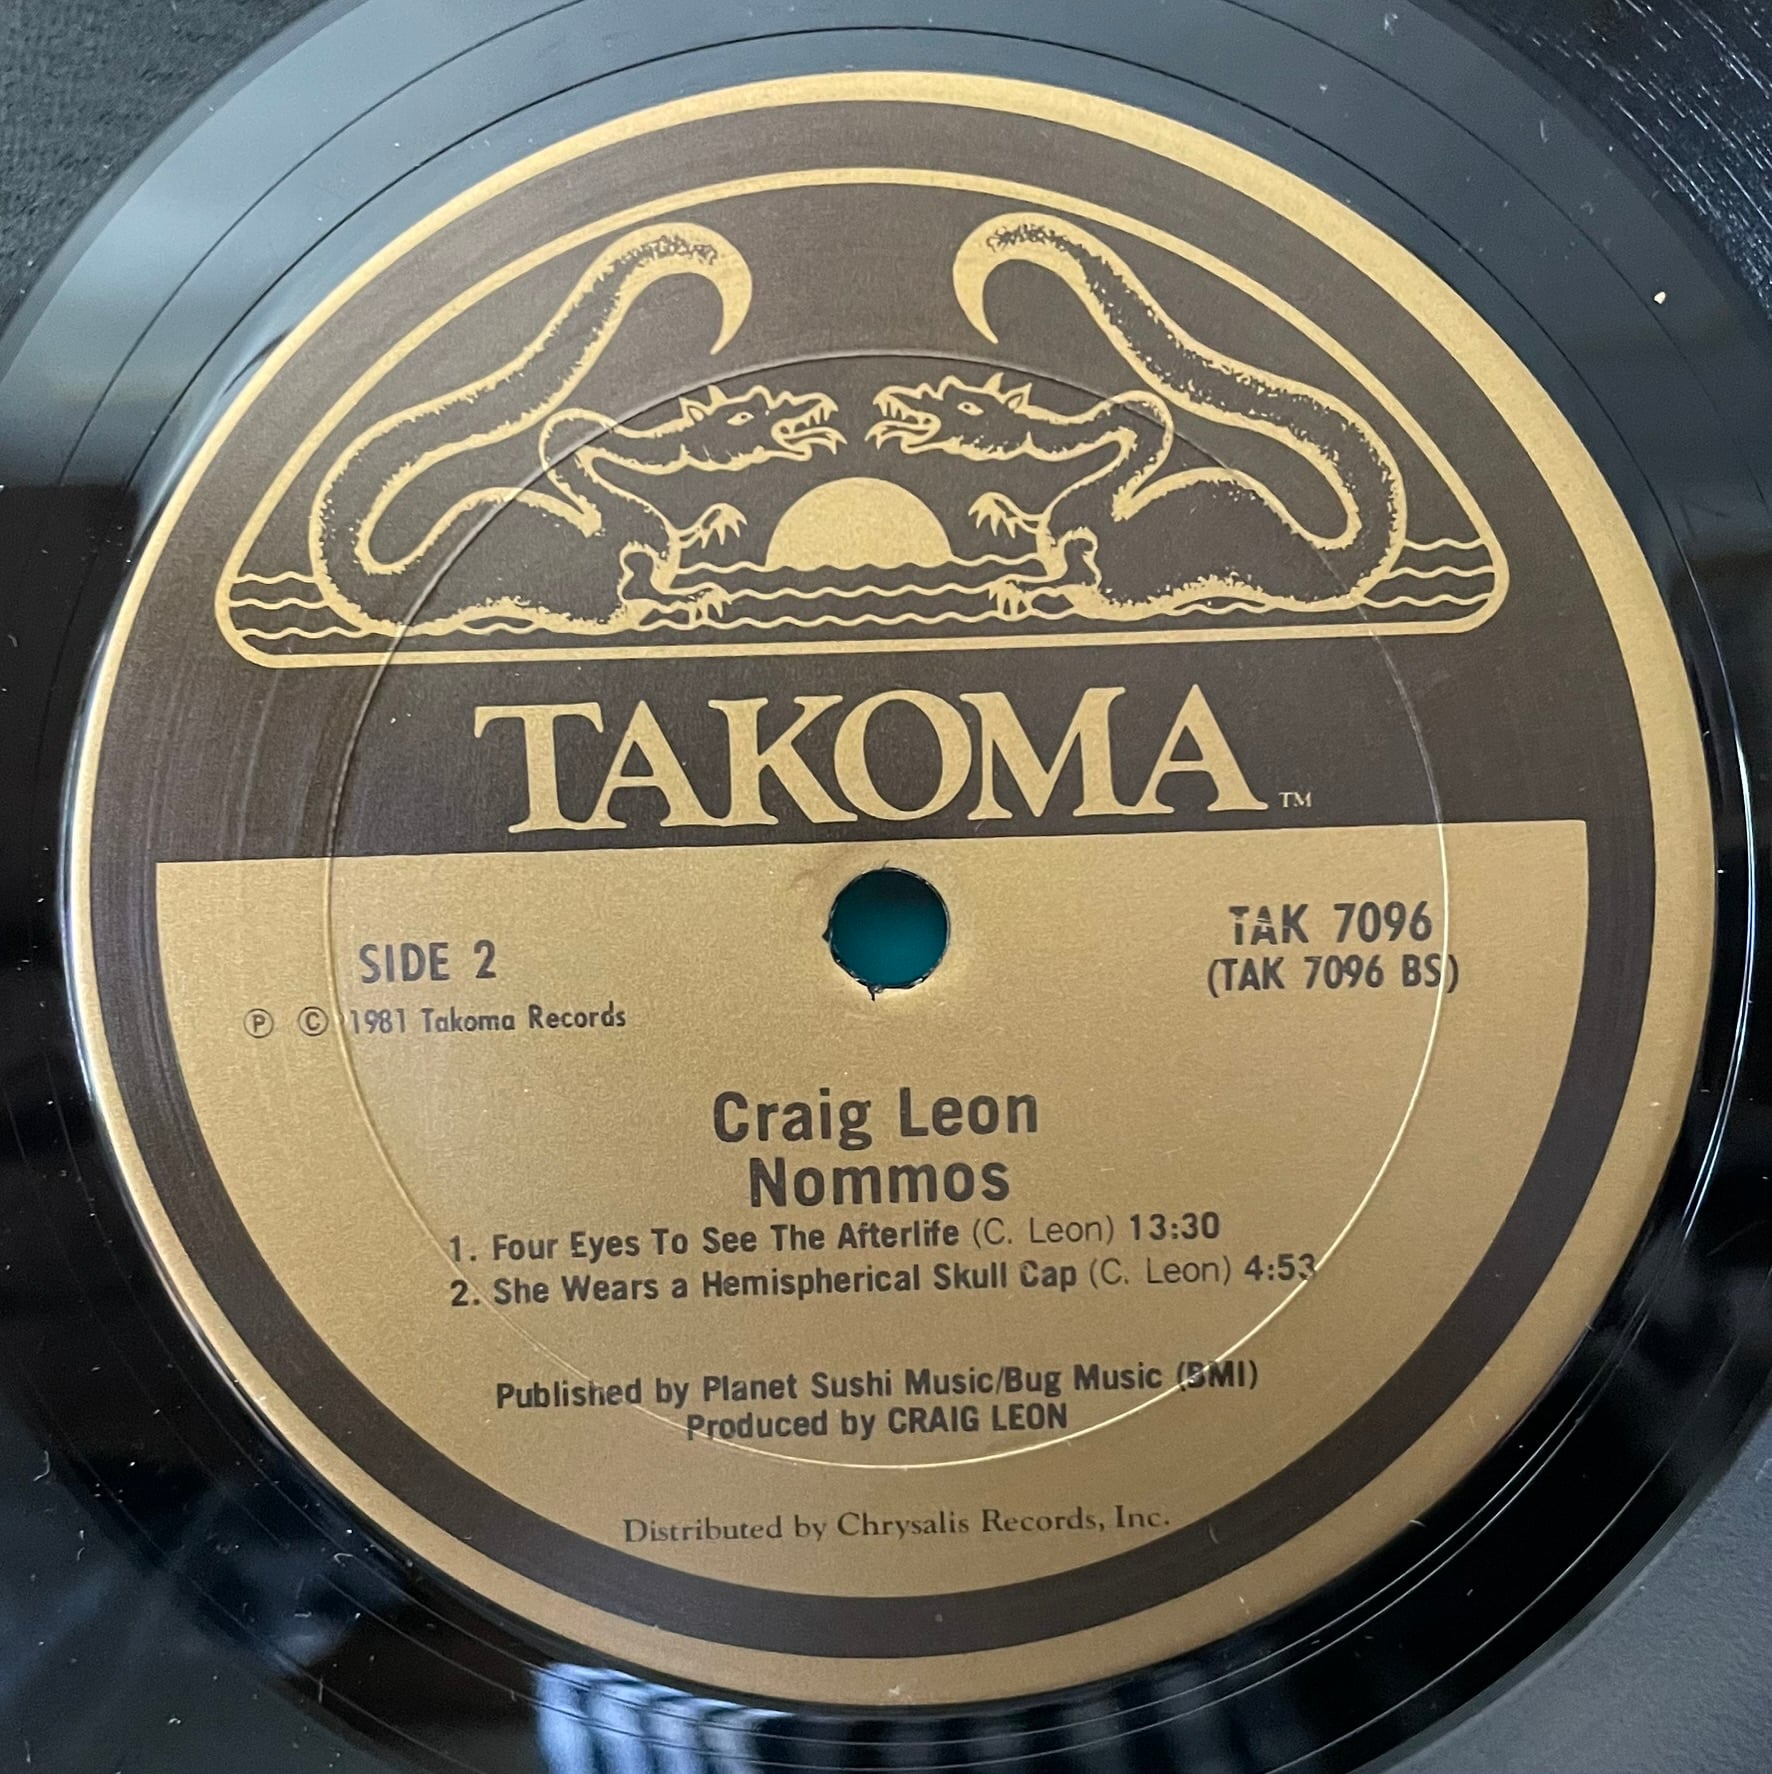 TAKOMA™
SIDE 2
Ⓟ © 1981 Takoma Records
TAK 7096
(TAK 7096 BS)
Craig Leon
Nommos
1. Four Eyes To See The Afterlife (C. Leon) 13:30
2. She Wears a Hemispherical Skull Cap (C. Leon) 4:53
Published by Planet Sushi Music/Bug Music (BMI)
Produced by CRAIG LEON
Distributed by Chrysalis Records, Inc.